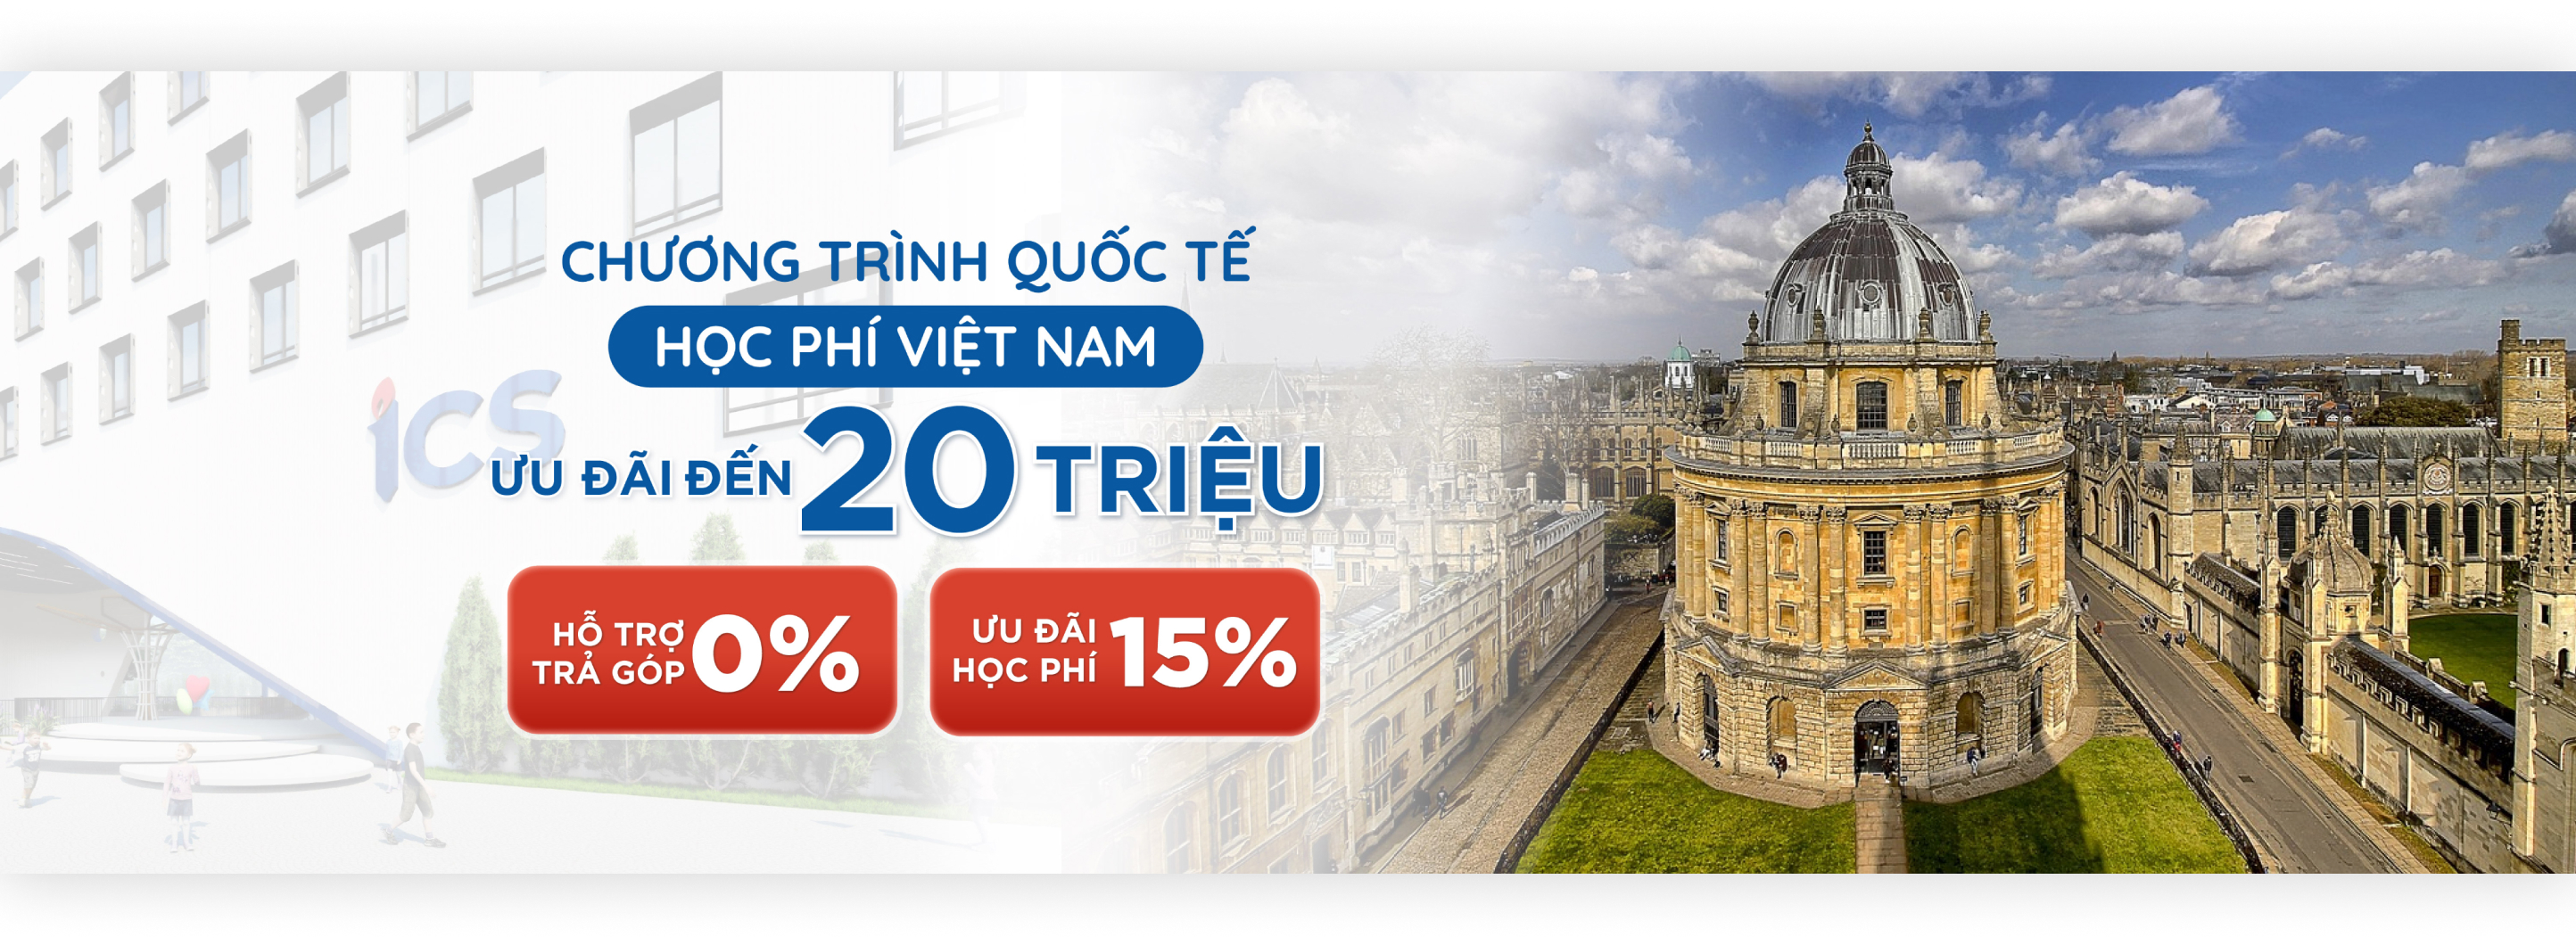 CHƯƠNG TRÌNH QUỐC TẾ
HỌC PHÍ VIỆT NAM
ics
ƯU ĐÃI ĐẾN 20 TRIỆU
HỖ TRỢ
TRẢ GÓP 0%
ƯU ĐÃI
HỌC PHÍ 15%